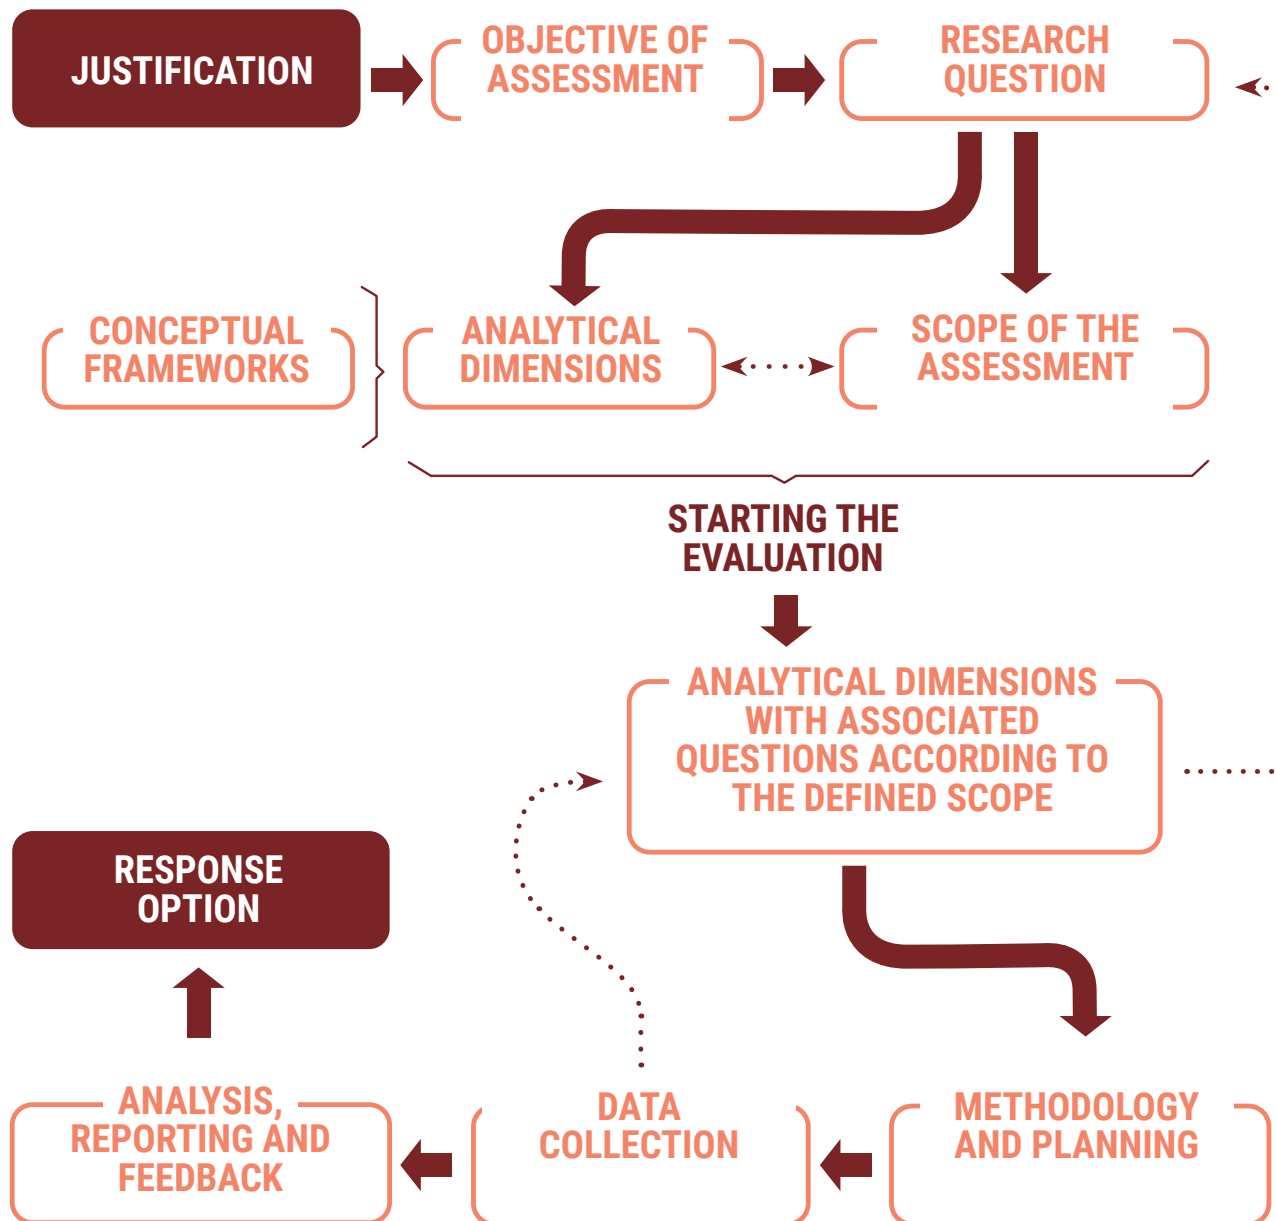 JUSTIFICATION
OBJECTIVE OF
ASSESSMENT
RESEARCH
QUESTION
CONCEPTUAL
FRAMEWORKS
ANALYTICAL
DIMENSIONS
SCOPE OF THE
ASSESSMENT
STARTING THE
EVALUATION
ANALYTICAL DIMENSIONS
WITH ASSOCIATED
QUESTIONS ACCORDING TO
THE DEFINED SCOPE
RESPONSE
OPTION
ANALYSIS,
REPORTING AND
FEEDBACK
DATA
COLLECTION
METHODOLOGY
AND PLANNING